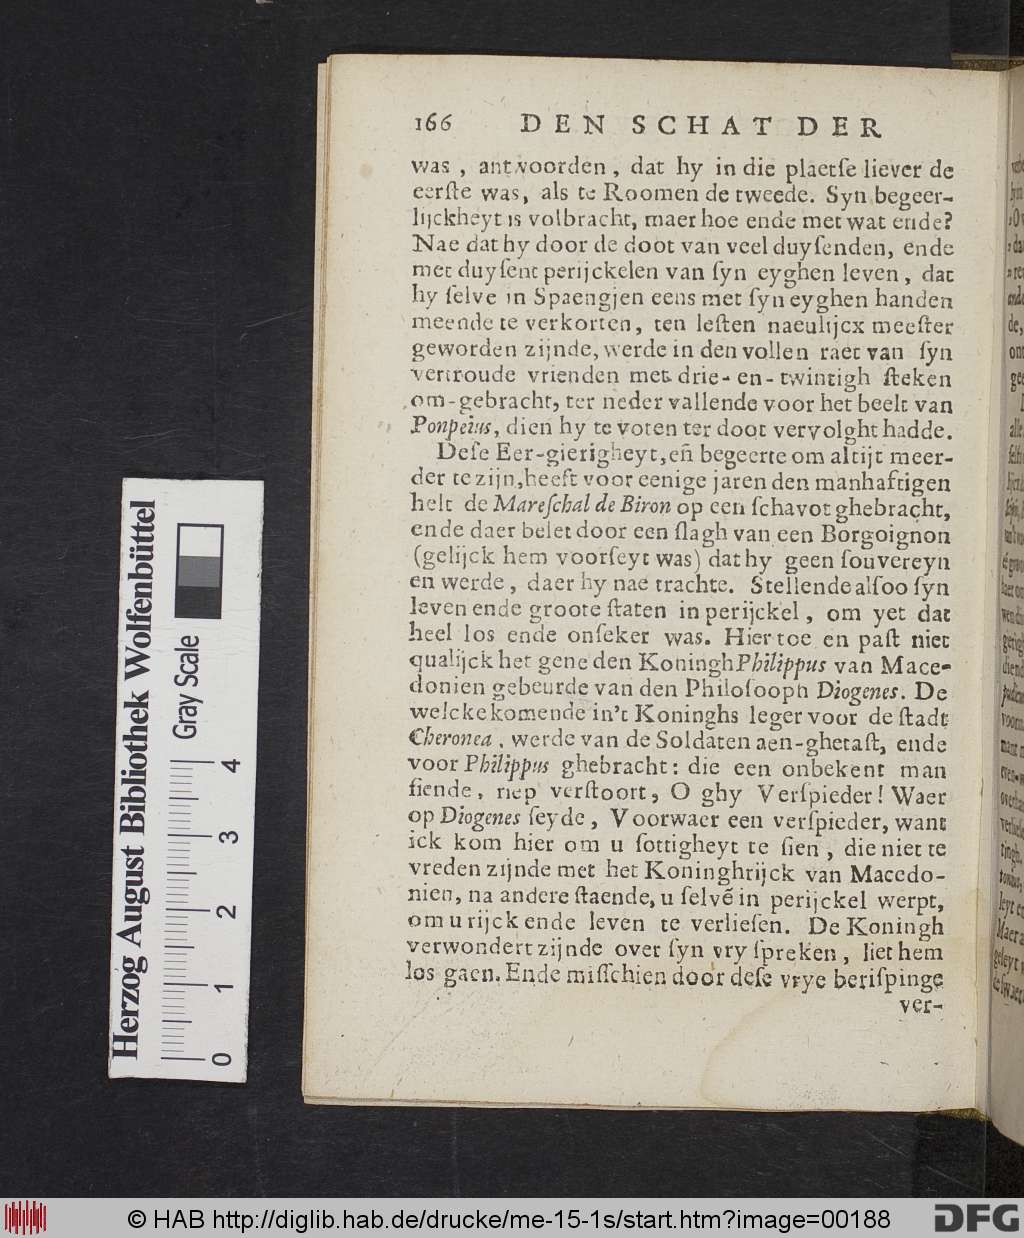 166 DEN SCHAT DER
was , antwoorden , dat hy in die plaetſe liever de
eerſte was, als te Roomen de tweede. Syn begeer-
lijckheyt is volbracht, maer hoe ende met wat ende?
Nae dat hy door de doot van veel duyſenden, ende
met duyſent perijckelen van ſyn eyghen leven , dat
hy ſelve in Spaengjen eens met ſyn eyghen handen
meende te verkorten, ten leſten naeulijcx meeſter
geworden zijnde, werde in den vollen raet van ſyn
vertroude vrienden met drie- en- twintigh ſteken
om-gebracht, ter neder vallende voor het beelt van
Ponpeius, dien hy te voren ter doot vervolght hadde.
Deſe Eer-gierigheyt, en̄ begeerte om altijt meer-
der te zijn, heeft voor eenige jaren den manhaftigen
helt de Mareſchal de Biron op een ſchavot ghebracht,
ende daer belet door een ſlagh van een Borgoignon
(gelijck hem voorſeyt was) dat hy geen ſouvereyn
en werde , daer hy nae trachte. Stellende alſoo ſyn
leven ende groote ſtaten in perijckel , om yet dat
heel los ende onſeker was. Hier toe en paſt niet
qualijck het gene den Koningh Philippus van Mace-
donien gebeurde van den Philoſooph Diogenes. De
welcke komende in't Koninghs leger voor de ſtadt
Cheronea , werde van de Soldaten aen-ghetaſt, ende
voor Philippus ghebracht: die een onbekent man
ſiende, riep verſtoort, O ghy Verſpieder! Waer
op Diogenes ſeyde , Voorwaer een verſpieder, want
ick kom hier om u ſottigheyt te ſien , die niet te
vreden zijnde met het Koninghrijck van Macedo-
nien, na andere ſtaende, u ſelvē in perijckel werpt,
om u rijck ende leven te verlieſen. De Koningh
verwondert zijnde over ſyn vry ſpreken , liet hem
los gaen. Ende miſſchien door deſe vrye beriſpinge
ver-
Herzog August Bibliothek Wolfenbüttel
Gray Scale
0 1 2 3 4
© HAB http://diglib.hab.de/drucke/me-15-1s/start.htm?image=00188
DFG